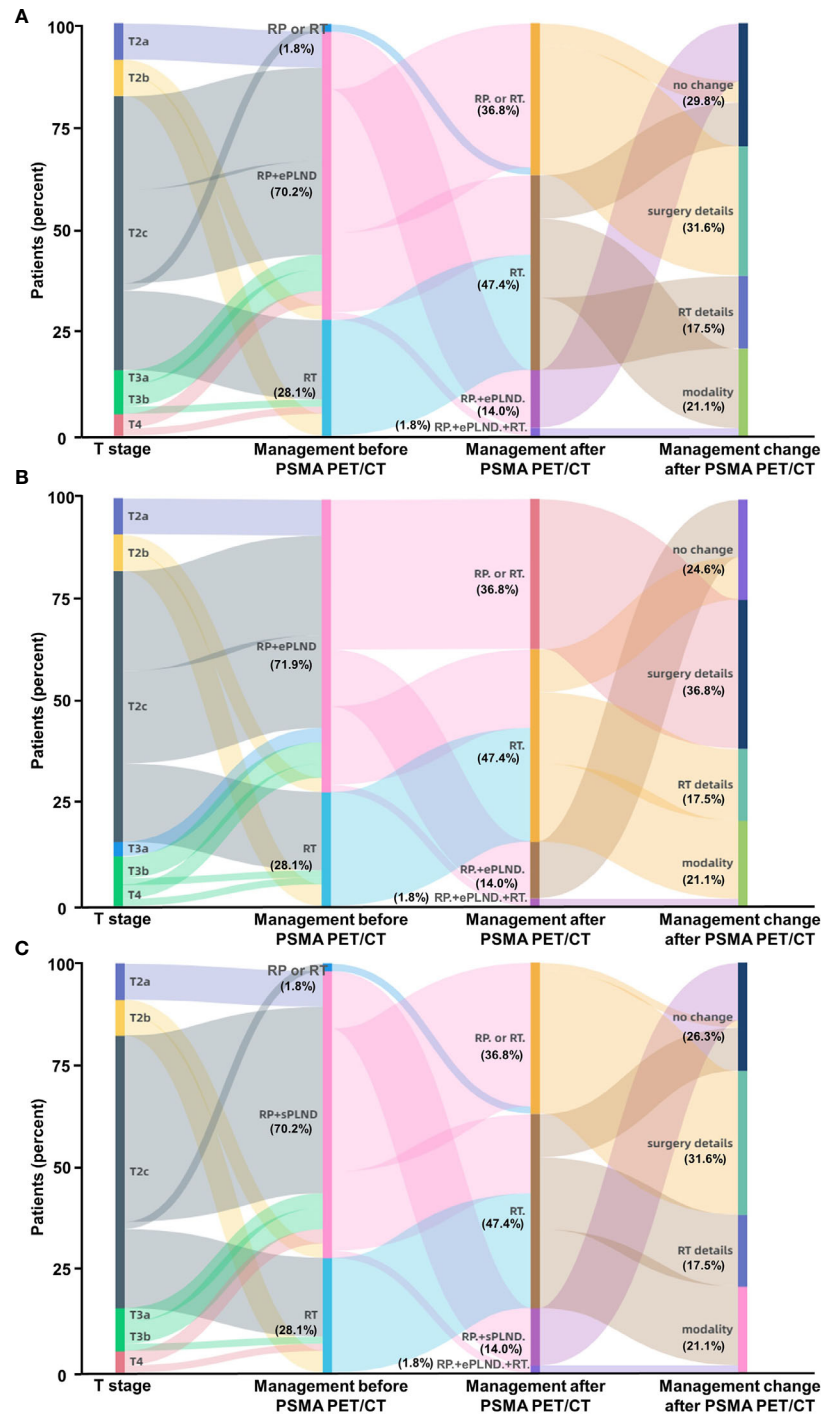 A
Patients (percent)
100
75
50
25
0
T2a
T2b
T2c
T3a
T3b
T4
RP or RT
(1.8%)
RP+ePLND
(70.2%)
RT
(28.1%)
RP. or RT.
(36.8%)
RT.
(47.4%)
RP.+ePLND.
(14.0%)
(1.8%) RP.+ePLND.+RT.
no change
(29.8%)
surgery details
(31.6%)
RT details
(17.5%)
modality
(21.1%)
T stage
Management before
PSMA PET/CT
Management after
PSMA PET/CT
Management change
after PSMA PET/CT
B
Patients (percent)
100
75
50
25
0
T2a
T2b
T2c
T3a
T3b
T4
RP+ePLND
(71.9%)
RT
(28.1%)
RP. or RT.
(36.8%)
RT.
(47.4%)
RP.+ePLND.
(14.0%)
(1.8%) RP.+ePLND.+RT.
no change
(24.6%)
surgery details
(36.8%)
RT details
(17.5%)
modality
(21.1%)
T stage
Management before
PSMA PET/CT
Management after
PSMA PET/CT
Management change
after PSMA PET/CT
C
Patients (percent)
100
75
50
25
0
T2a
T2b
T2c
T3a
T3b
T4
RP or RT
(1.8%)
RP+sPLND
(70.2%)
RT
(28.1%)
RP. or RT.
(36.8%)
RT.
(47.4%)
RP.+sPLND.
(14.0%)
(1.8%) RP.+ePLND.+RT.
no change
(26.3%)
surgery details
(31.6%)
RT details
(17.5%)
modality
(21.1%)
T stage
Management before
PSMA PET/CT
Management after
PSMA PET/CT
Management change
after PSMA PET/CT